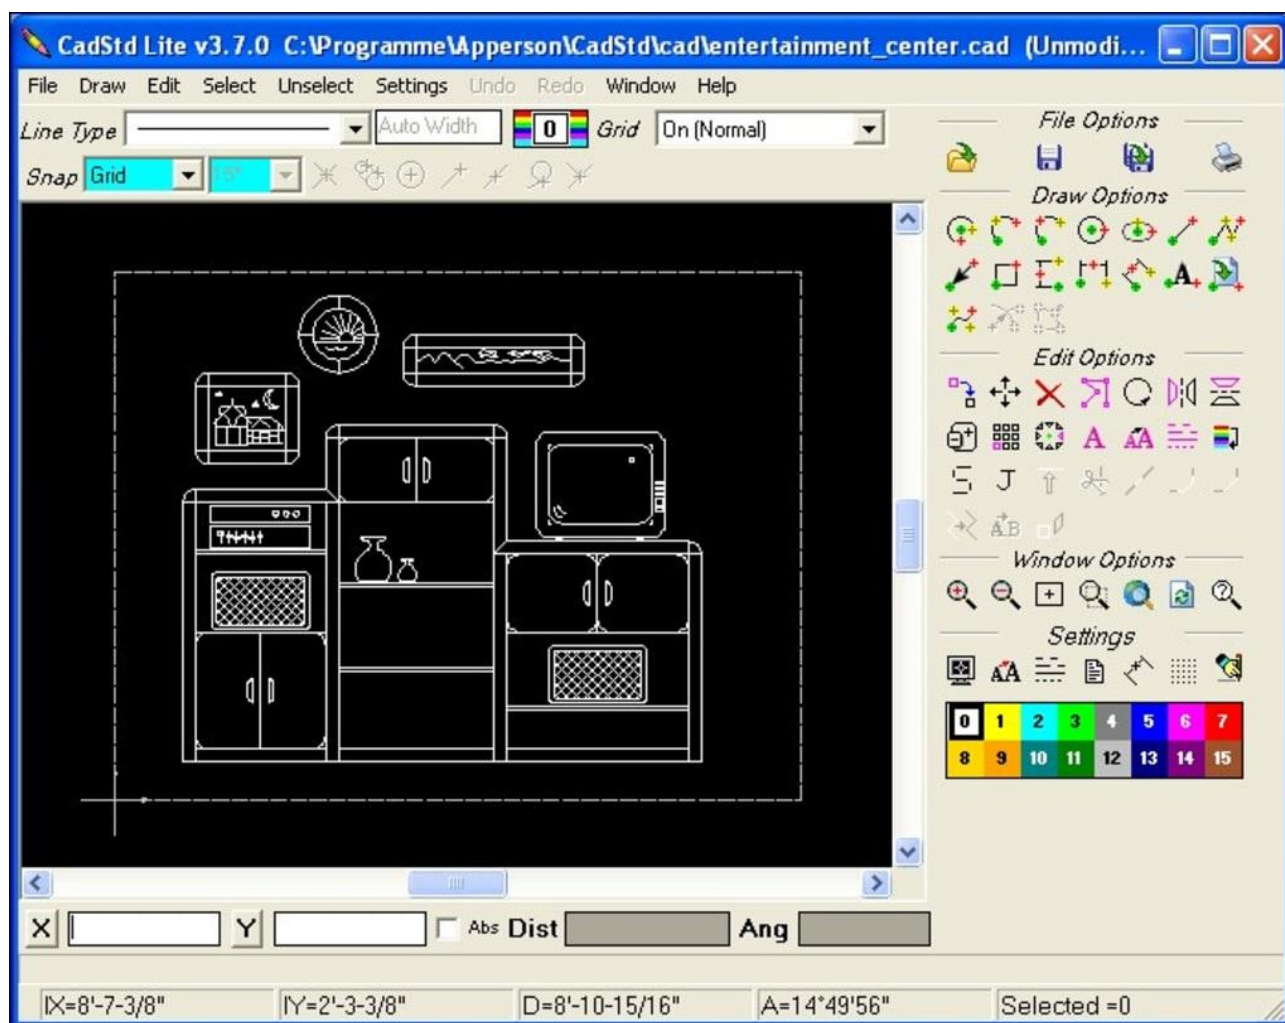 CadStd Lite v3.7.0 C:\Programme\Apperson\CadStd\cad\entertainment_center.cad (Unmodi...
File Draw Edit Select Unselect Settings Undo Redo Window Help
Line Type Auto Width 0 Grid On (Normal)
Snap Grid 15°
File Options
Draw Options
A
Edit Options
A AA
S J
AB
Window Options
Settings
AA
0 1 2 3 4 5 6 7
8 9 10 11 12 13 14 15
X Y Abs Dist Ang
IX=8'-7-3/8" IY=2'-3-3/8" D=8'-10-15/16" A=14°49'56" Selected =0